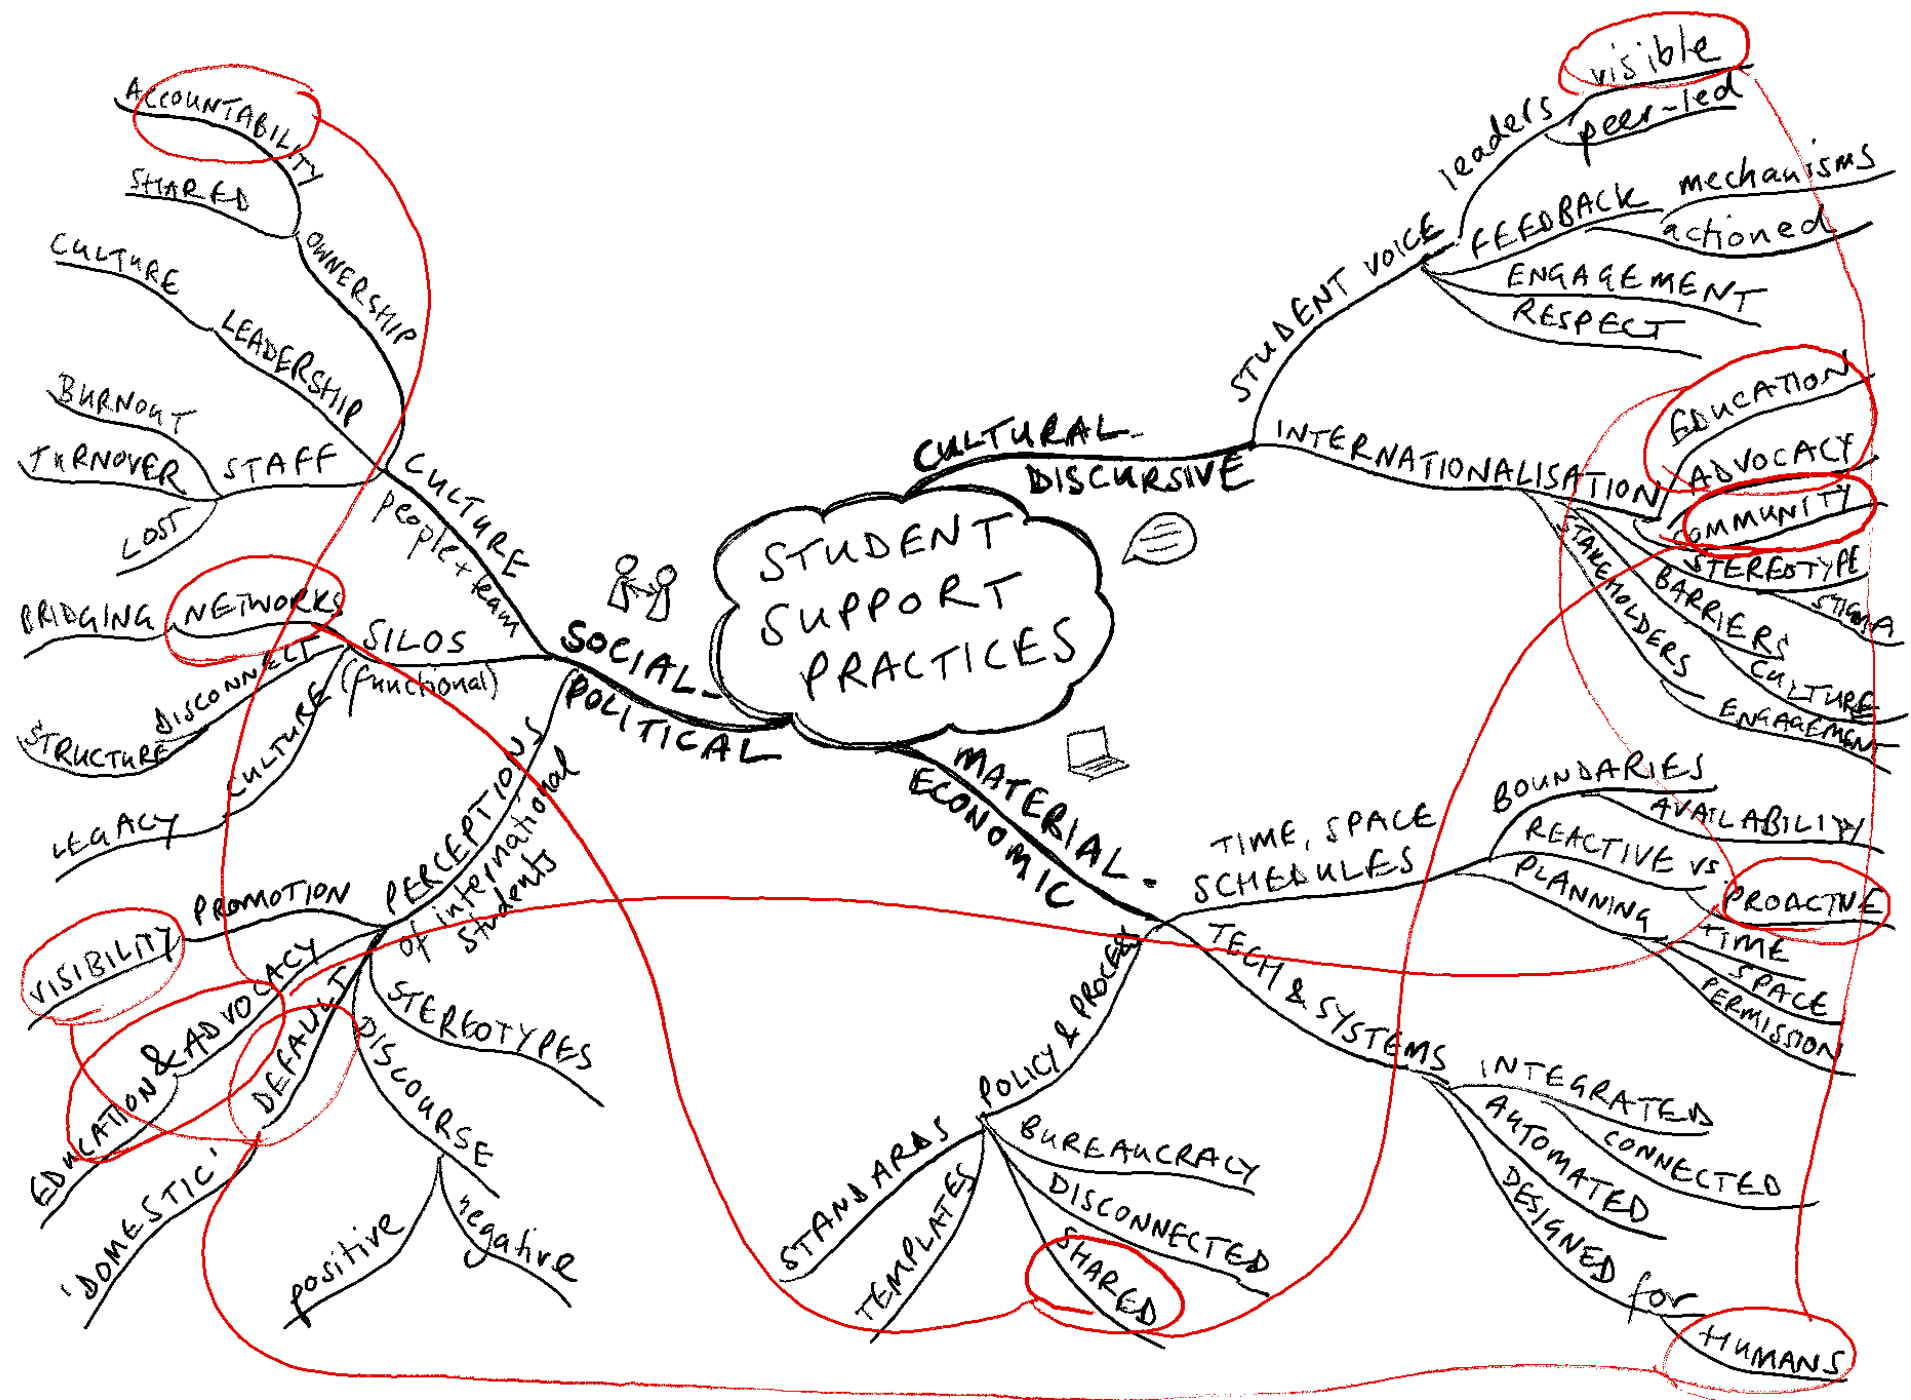 STUDENT
SUPPORT
PRACTICES
CULTURAL-
DISCURSIVE
STUDENT VOICE
leaders
visible
peer-led
FEEDBACK
mechanisms
actioned
ENGAGEMENT
RESPECT
INTERNATIONALISATION
EDUCATION
ADVOCACY
COMMUNITY
STEREOTYPE
STIGMA
BARRIERS
CULTURE
STAKEHOLDERS
ENGAGEMENT
MATERIAL-
ECONOMIC
TIME, SPACE
SCHEDULES
BOUNDARIES
AVAILABILITY
REACTIVE vs.
PROACTIVE
PLANNING
TIME
SPACE
PERMISSION
TECH & SYSTEMS
INTEGRATED
CONNECTED
AUTOMATED
DESIGNED for
HUMANS
POLICY & PROCESS
BUREAUCRACY
DISCONNECTED
SHARED
TEMPLATES
STANDARDS
SOCIAL-
POLITICAL
CULTURE
people + team
OWNERSHIP
ACCOUNTABILITY
SHARED
LEADERSHIP
CULTURE
STAFF
BURNOUT
TURNOVER
LOST
SILOS
(functional)
NETWORKS
BRIDGING
DISCONNECT
STRUCTURE
CULTURE
LEGACY
PERCEPTIONS
of international
students
PROMOTION
VISIBILITY
EDUCATION & ADVOCACY
DEFAULT
'DOMESTIC'
DISCOURSE
positive
negative
STEREOTYPES